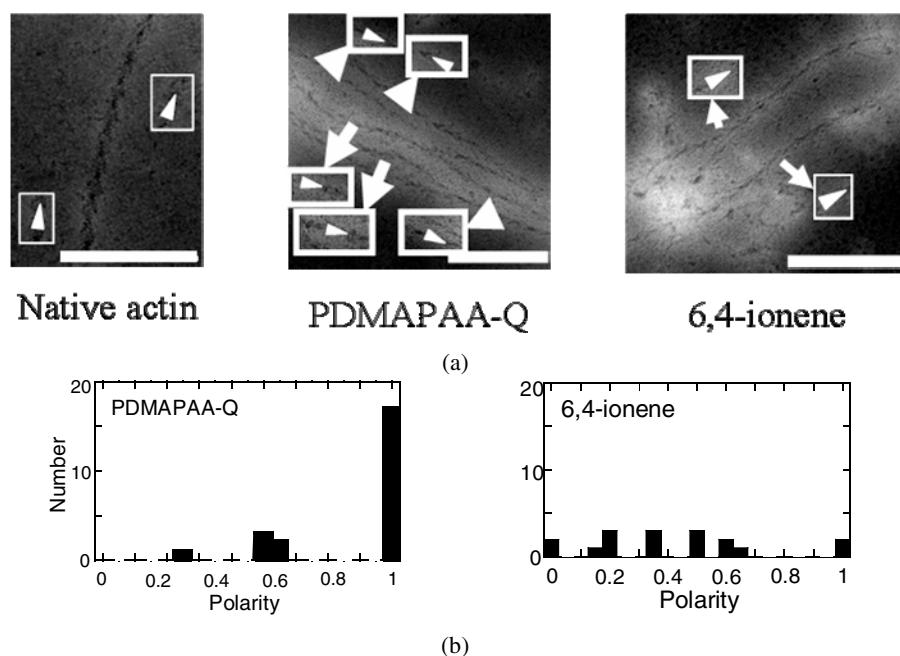 Native actin
PDMAPAA-Q
6,4-ionene
(a)
20
PDMAPAA-Q
10
Number
0
0 0.2 0.4 0.6 0.8 1
Polarity
20
6,4-ionene
10
0
0 0.2 0.4 0.6 0.8 1
Polarity
(b)